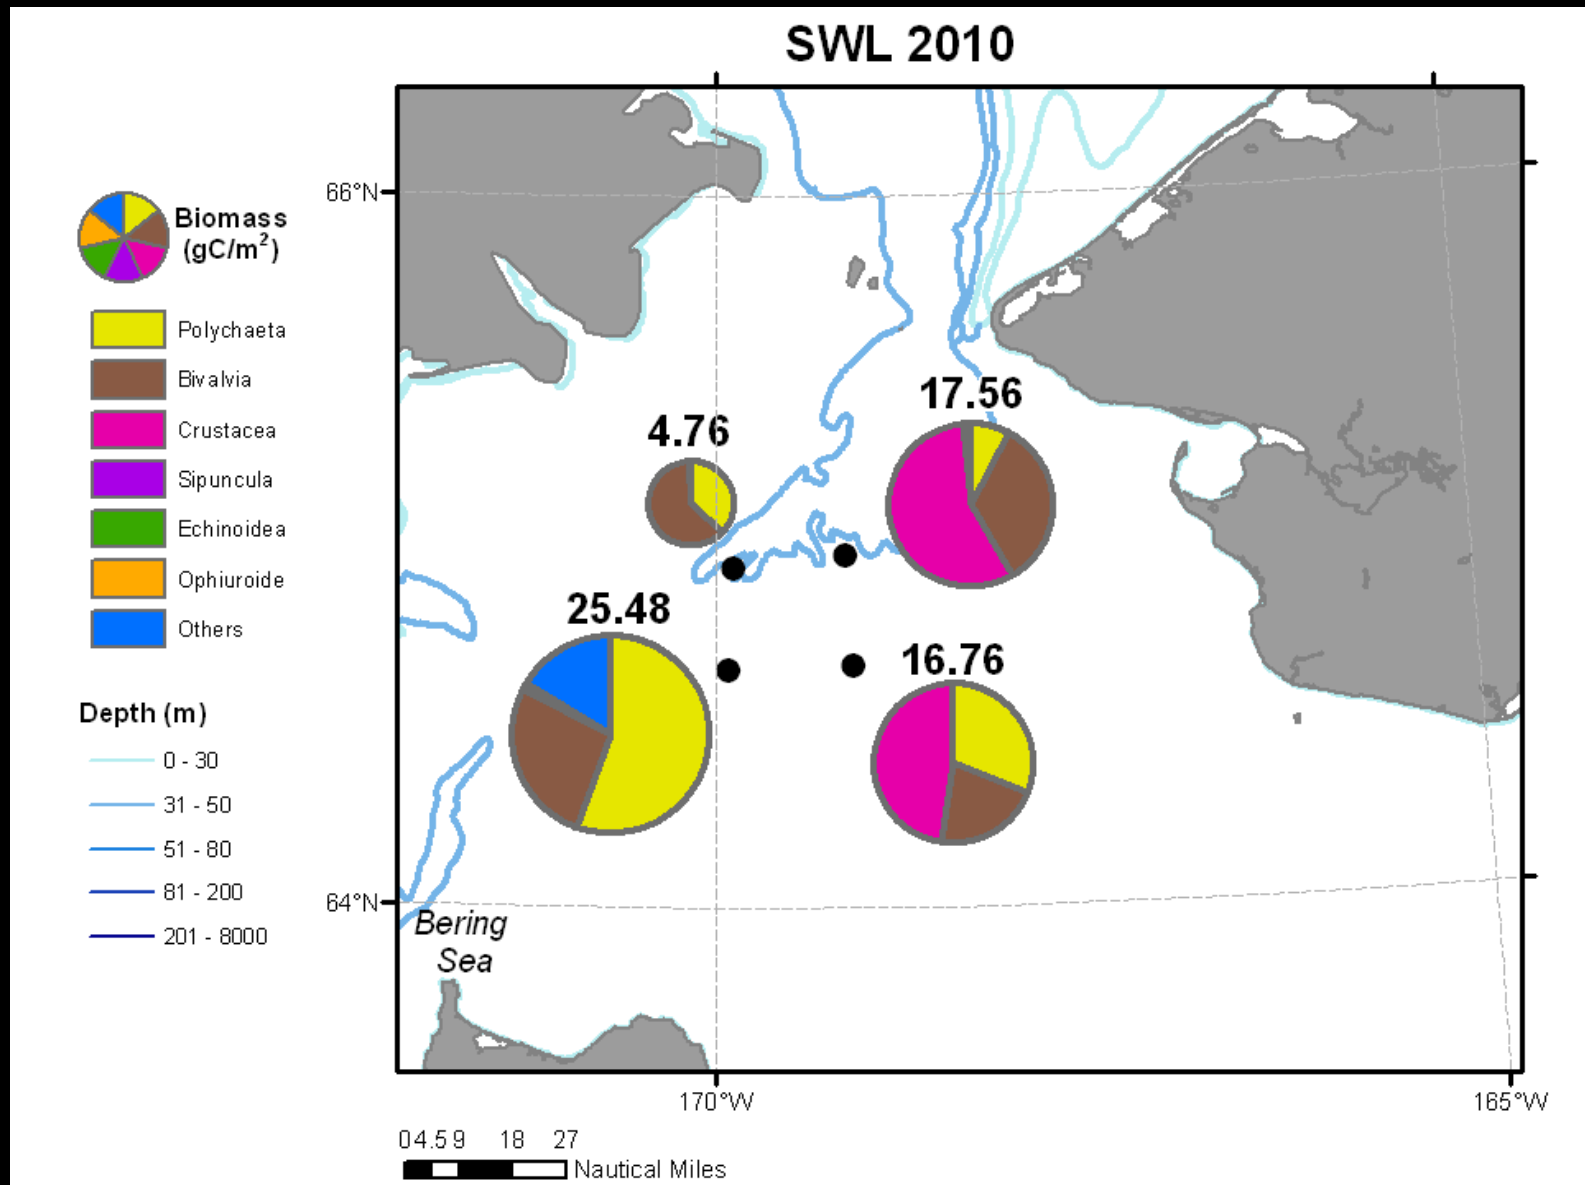 SWL 2010
66°N
Biomass
(gC/m²)
Polychaeta
Bivalvia
Crustacea
Sipuncula
Echinoidea
Ophiuroide
Others
Depth (m)
0 - 30
31 - 50
51 - 80
81 - 200
201 - 8000
17.56
4.76
25.48
16.76
64°N
Bering
Sea
170°W
165°W
0 4.5 9 18 27
Nautical Miles